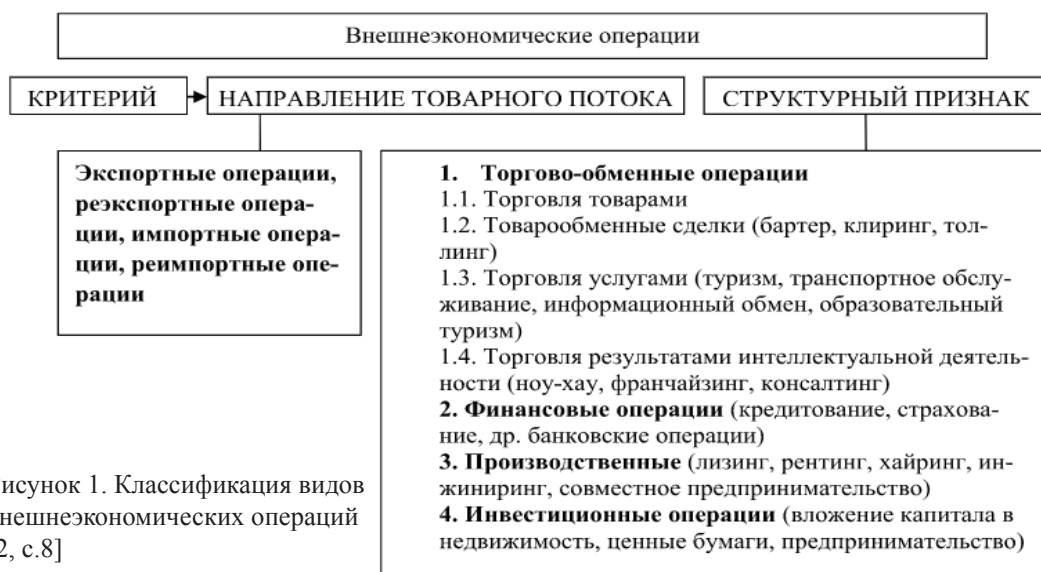 Внешнеэкономические операции
КРИТЕРИЙ
НАПРАВЛЕНИЕ ТОВАРНОГО ПОТОКА
СТРУКТУРНЫЙ ПРИЗНАК
Экспортные операции,
реэкспортные опера-
ции, импортные опера-
ции, реимпортные опе-
рации
1. Торгово-обменные операции
1.1. Торговля товарами
1.2. Товарообменные сделки (бартер, клиринг, тол-
линг)
1.3. Торговля услугами (туризм, транспортное обслу-
живание, информационный обмен, образовательный
туризм)
1.4. Торговля результатами интеллектуальной деятель-
ности (ноу-хау, франчайзинг, консалтинг)
2. Финансовые операции (кредитование, страхова-
ние, др. банковские операции)
3. Производственные (лизинг, рентинг, хайринг, ин-
жиниринг, совместное предпринимательство)
4. Инвестиционные операции (вложение капитала в
недвижимость, ценные бумаги, предпринимательство)
исунок 1. Классификация видов
нешнеэкономических операций
2, с.8]